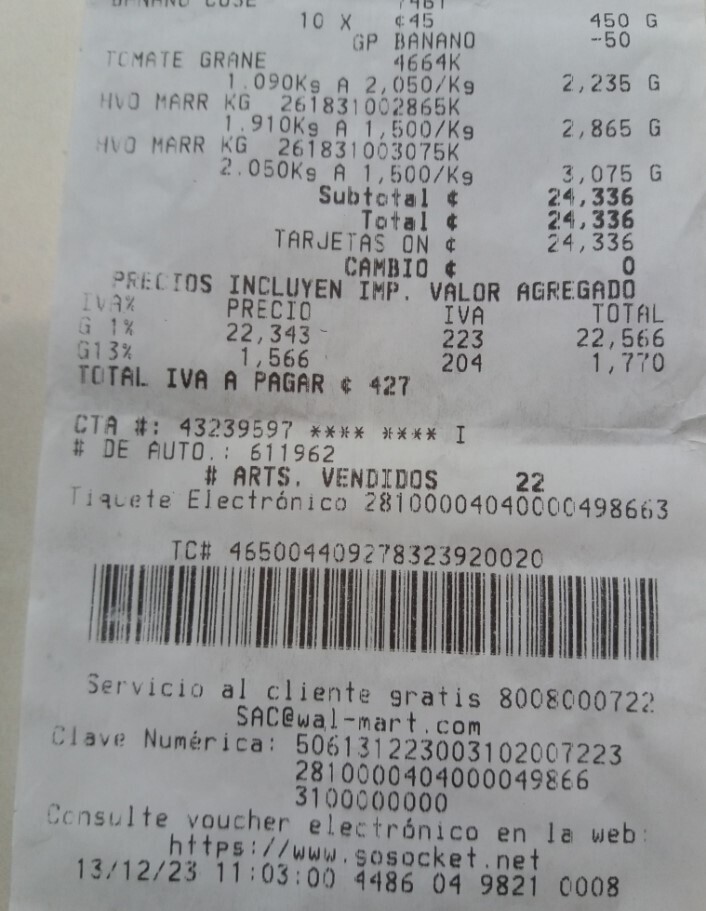 BANANO CUSE 7461
10 X ¢45 450 G
GP BANANO -50
TOMATE GRANE 4664K
1.090Kg A 2,050/Kg 2,235 G
HVO MARR KG 261831002865K
1.910Kg A 1,500/Kg 2,865 G
HVO MARR KG 261831003075K
2.050Kg A 1,500/Kg 3,075 G
Subtotal ¢ 24,336
Total ¢ 24,336
TARJETAS ON ¢ 24,336
CAMBIO ¢ 0
PRECIOS INCLUYEN IMP. VALOR AGREGADO
IVA% PRECIO IVA TOTAL
G 1% 22,343 223 22,566
G13% 1,566 204 1,770
TOTAL IVA A PAGAR ¢ 427
CTA #: 43239597 **** **** I
# DE AUTO.: 611962
# ARTS. VENDIDOS 22
Tiquete Electrónico 28100004040000498663
TC# 465004409278323920020
Servicio al cliente gratis 8008000722
SAC@wal-mart.com
Clave Numérica: 506131223003102007223
2810000404000049866
3100000000
Consulte voucher electrónico en la web:
https://www.sosocket.net
13/12/23 11:03:00 4486 04 9821 0008